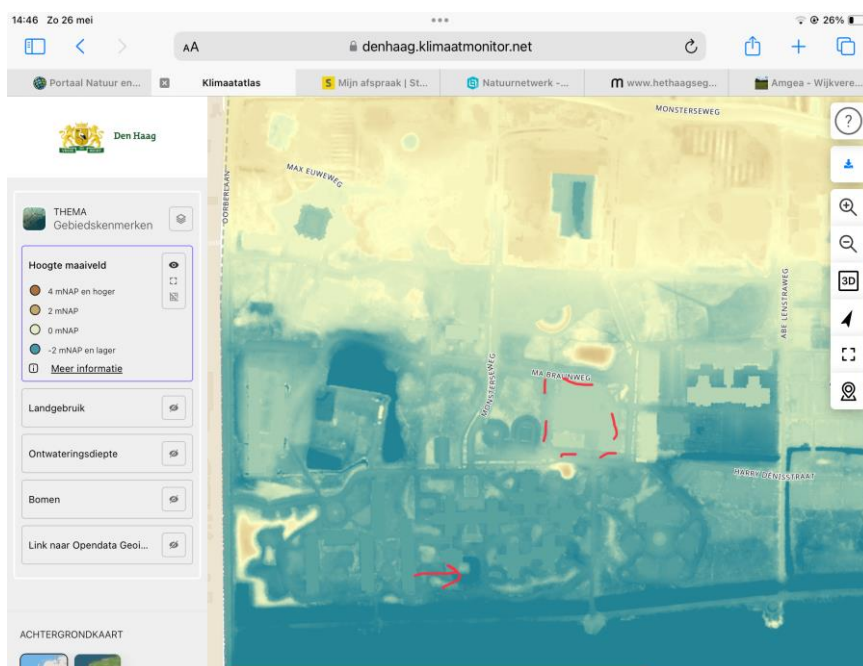 14:46 Zo 26 mei
26%
AA
denhaag.klimaatmonitor.net
Portaal Natuur en...
Klimaatatlas
S Mijn afspraak | St...
Natuurnetwerk -...
m www.hethaagseg...
Amgea - Wijkvere...
Den Haag
THEMA
Gebiedskenmerken
Hoogte maaiveld
4 mNAP en hoger
2 mNAP
0 mNAP
-2 mNAP en lager
Meer informatie
Landgebruik
Ontwateringsdiepte
Bomen
Link naar Opendata Geoi...
ACHTERGRONDKAART
MONSTERSEWEG
MAX EUWEWEG
OORBERLAAN
ABE LENSTRAWEG
MONSTERSEWEG
MA BRAUNWEG
HARRY DÉNISSTRAAT
?
3D